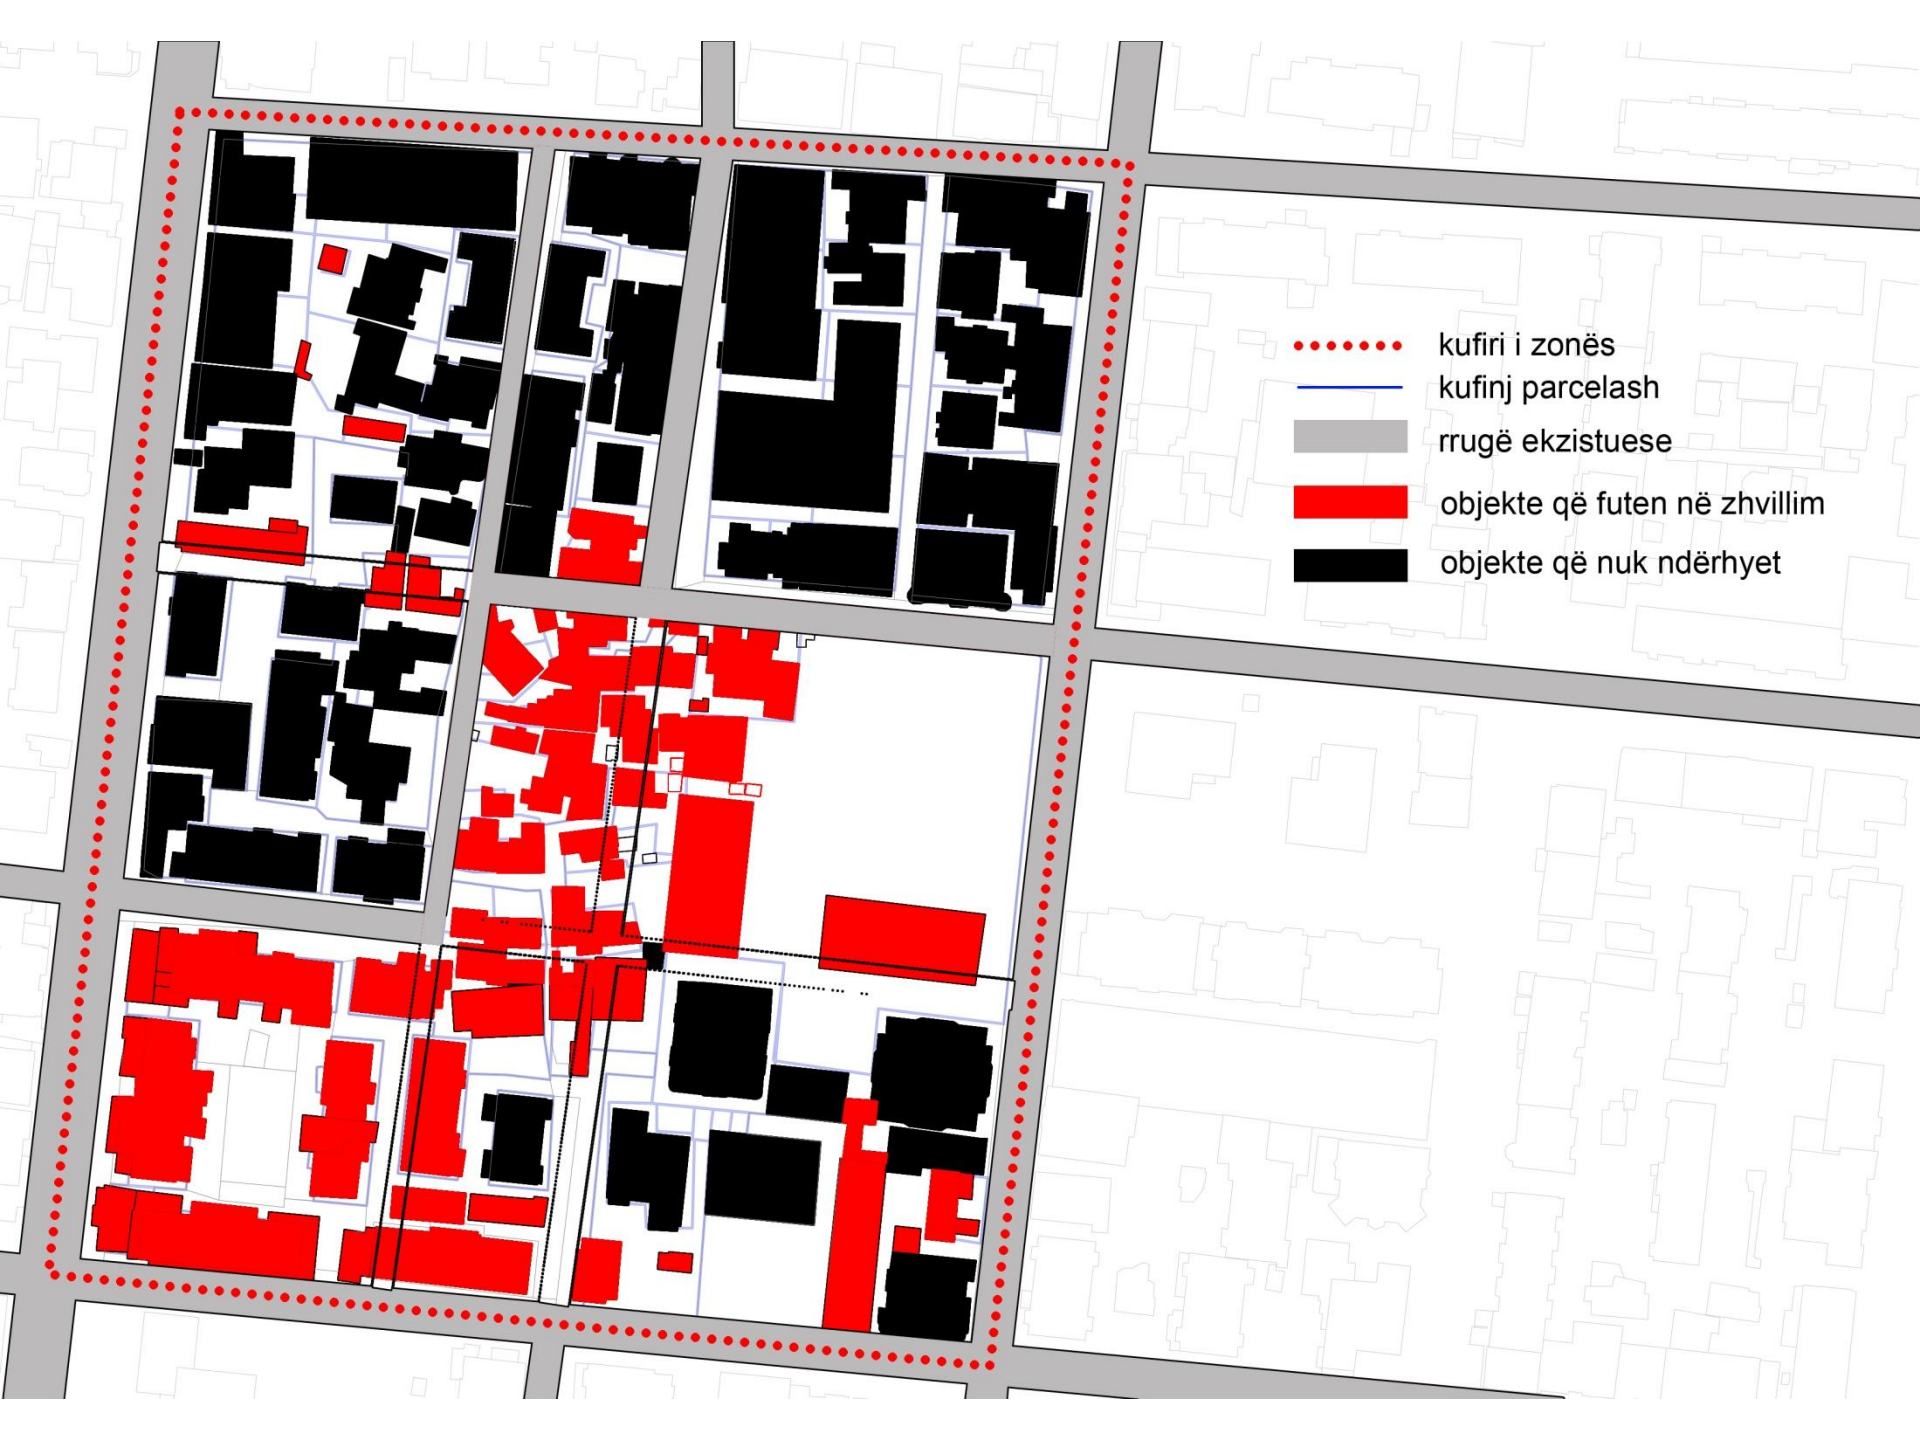 kufiri i zonës
kufinj parcelash
rrugë ekzistuese
objekte që futen në zhvillim
objekte që nuk ndërhyet